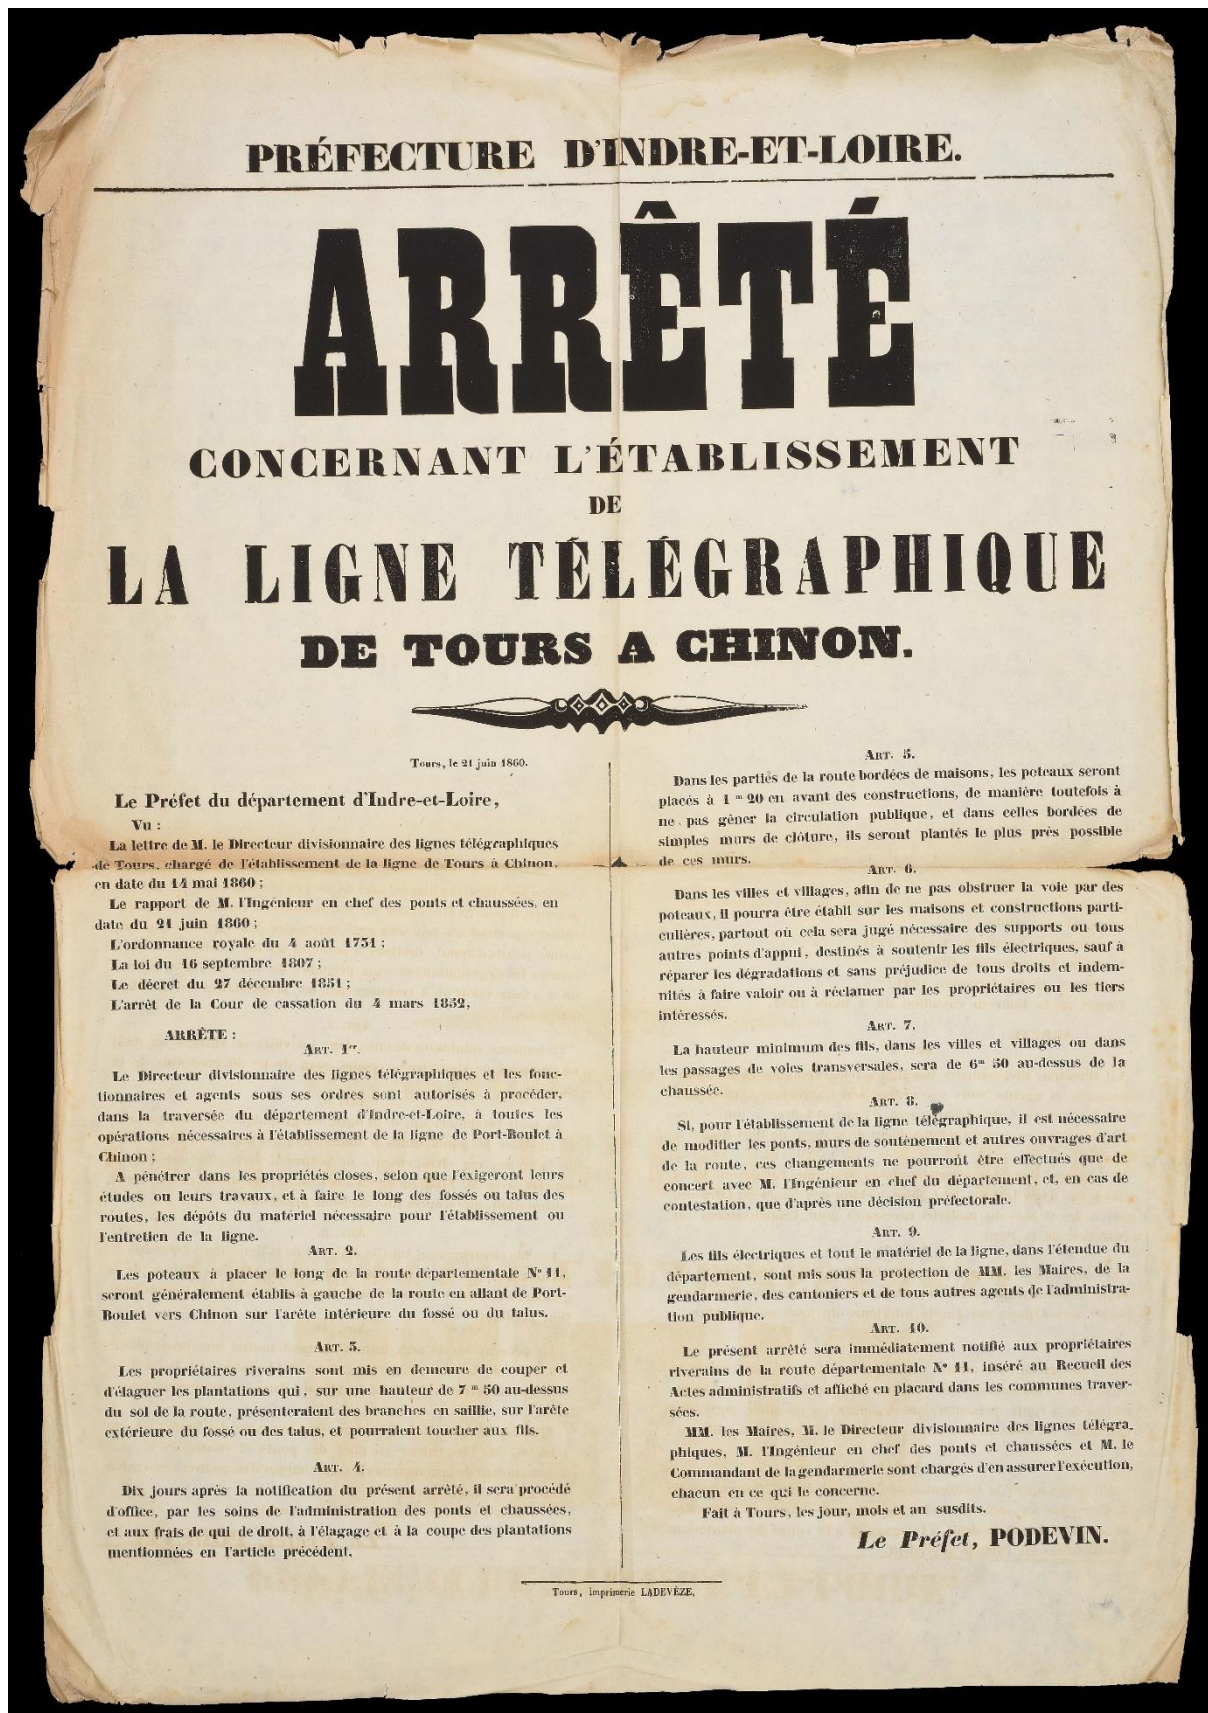 PRÉFECTURE D'INDRE-ET-LOIRE.
ARRÊTÉ
CONCERNANT L'ÉTABLISSEMENT
DE
LA LIGNE TÉLÉGRAPHIQUE
DE TOURS A CHINON.
Tours, le 21 juin 1860.
Le Préfet du département d'Indre-et-Loire,
Vu :
La lettre de M. le Directeur divisionnaire des lignes télégraphiques
de Tours, chargé de l'établissement de la ligne de Tours à Chinon,
en date du 14 mai 1860 ;
Le rapport de M. l'Ingénieur en chef des ponts et chaussées, en
date du 21 juin 1860 ;
L'ordonnance royale du 4 août 1731 ;
La loi du 16 septembre 1807 ;
Le décret du 27 décembre 1851 ;
L'arrêt de la Cour de cassation du 4 mars 1852,
ARRÊTE :
ART. 1er.
Le Directeur divisionnaire des lignes télégraphiques et les fonc-
tionnaires et agents sous ses ordres sont autorisés à procéder,
dans la traversée du département d'Indre-et-Loire, à toutes les
opérations nécessaires à l'établissement de la ligne de Port-Boulet à
Chinon ;
A pénétrer dans les propriétés closes, selon que l'exigeront leurs
études ou leurs travaux, et à faire le long des fossés ou talus des
routes, les dépôts du matériel nécessaire pour l'établissement ou
l'entretien de la ligne.
ART. 2.
Les poteaux à placer le long de la route départementale N° 11,
seront généralement établis à gauche de la route en allant de Port-
Boulet vers Chinon sur l'arête intérieure du fossé ou du talus.
ART. 3.
Les propriétaires riverains sont mis en demeure de couper et
d'élaguer les plantations qui, sur une hauteur de 7 m 50 au-dessus
du sol de la route, présenteraient des branches en saillie, sur l'arête
extérieure du fossé ou des talus, et pourraient toucher aux fils.
ART. 4.
Dix jours après la notification du présent arrêté, il sera procédé
d'office, par les soins de l'administration des ponts et chaussées,
et aux frais de qui de droit, à l'élagage et à la coupe des plantations
mentionnées en l'article précédent.
ART. 5.
Dans les parties de la route bordées de maisons, les poteaux seront
placés à 1 m 20 en avant des constructions, de manière toutefois à
ne pas gêner la circulation publique, et dans celles bordées de
simples murs de clôture, ils seront plantés le plus près possible
de ces murs.
ART. 6.
Dans les villes et villages, afin de ne pas obstruer la voie par des
poteaux, il pourra être établi sur les maisons et constructions parti-
culières, partout où cela sera jugé nécessaire des supports ou tous
autres points d'appui, destinés à soutenir les fils électriques, sauf à
réparer les dégradations et sans préjudice de tous droits et indem-
nités à faire valoir ou à réclamer par les propriétaires ou les tiers
intéressés.
ART. 7.
La hauteur minimum des fils, dans les villes et villages ou dans
les passages de voies transversales, sera de 6m 50 au-dessus de la
chaussée.
ART. 8.
Si, pour l'établissement de la ligne télégraphique, il est nécessaire
de modifier les ponts, murs de soutènement et autres ouvrages d'art
de la route, ces changements ne pourront être effectués que de
concert avec M. l'Ingénieur en chef du département, et, en cas de
contestation, que d'après une décision préfectorale.
ART. 9.
Les fils électriques et tout le matériel de la ligne, dans l'étendue du
département, sont mis sous la protection de MM. les Maires, de la
gendarmerie, des cantoniers et de tous autres agents de l'administra-
tion publique.
ART. 10.
Le présent arrêté sera immédiatement notifié aux propriétaires
riverains de la route départementale N° 11, inséré au Recueil des
Actes administratifs et affiché en placard dans les communes traver-
sées.
MM. les Maires, M. le Directeur divisionnaire des lignes télégra-
phiques, M. l'Ingénieur en chef des ponts et chaussées et M. le
Commandant de la gendarmerie sont chargés d'en assurer l'exécution,
chacun en ce qui le concerne.
Fait à Tours, les jour, mois et an susdits.
Le Préfet, PODEVIN.
Tours, imprimerie LADEVÈZE.